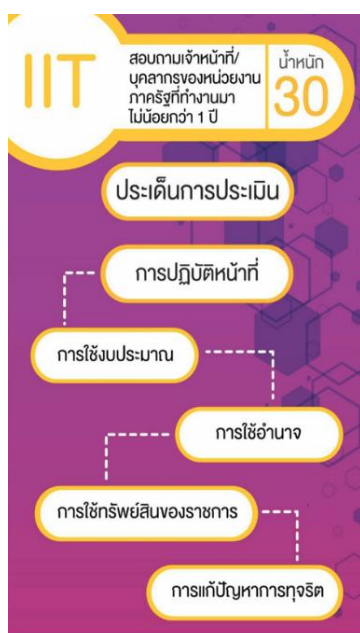 IIT
สอบถามเจ้าหน้าที่/
บุคลากรของหน่วยงาน
ภาครัฐที่ทำงานมา
ไม่น้อยกว่า 1 ปี
น้ำหนัก
30
ประเด็นการประเมิน
การปฏิบัติหน้าที่
การใช้งบประมาณ
การใช้อำนาจ
การใช้ทรัพย์สินของราชการ
การแก้ปัญหาการทุจริต